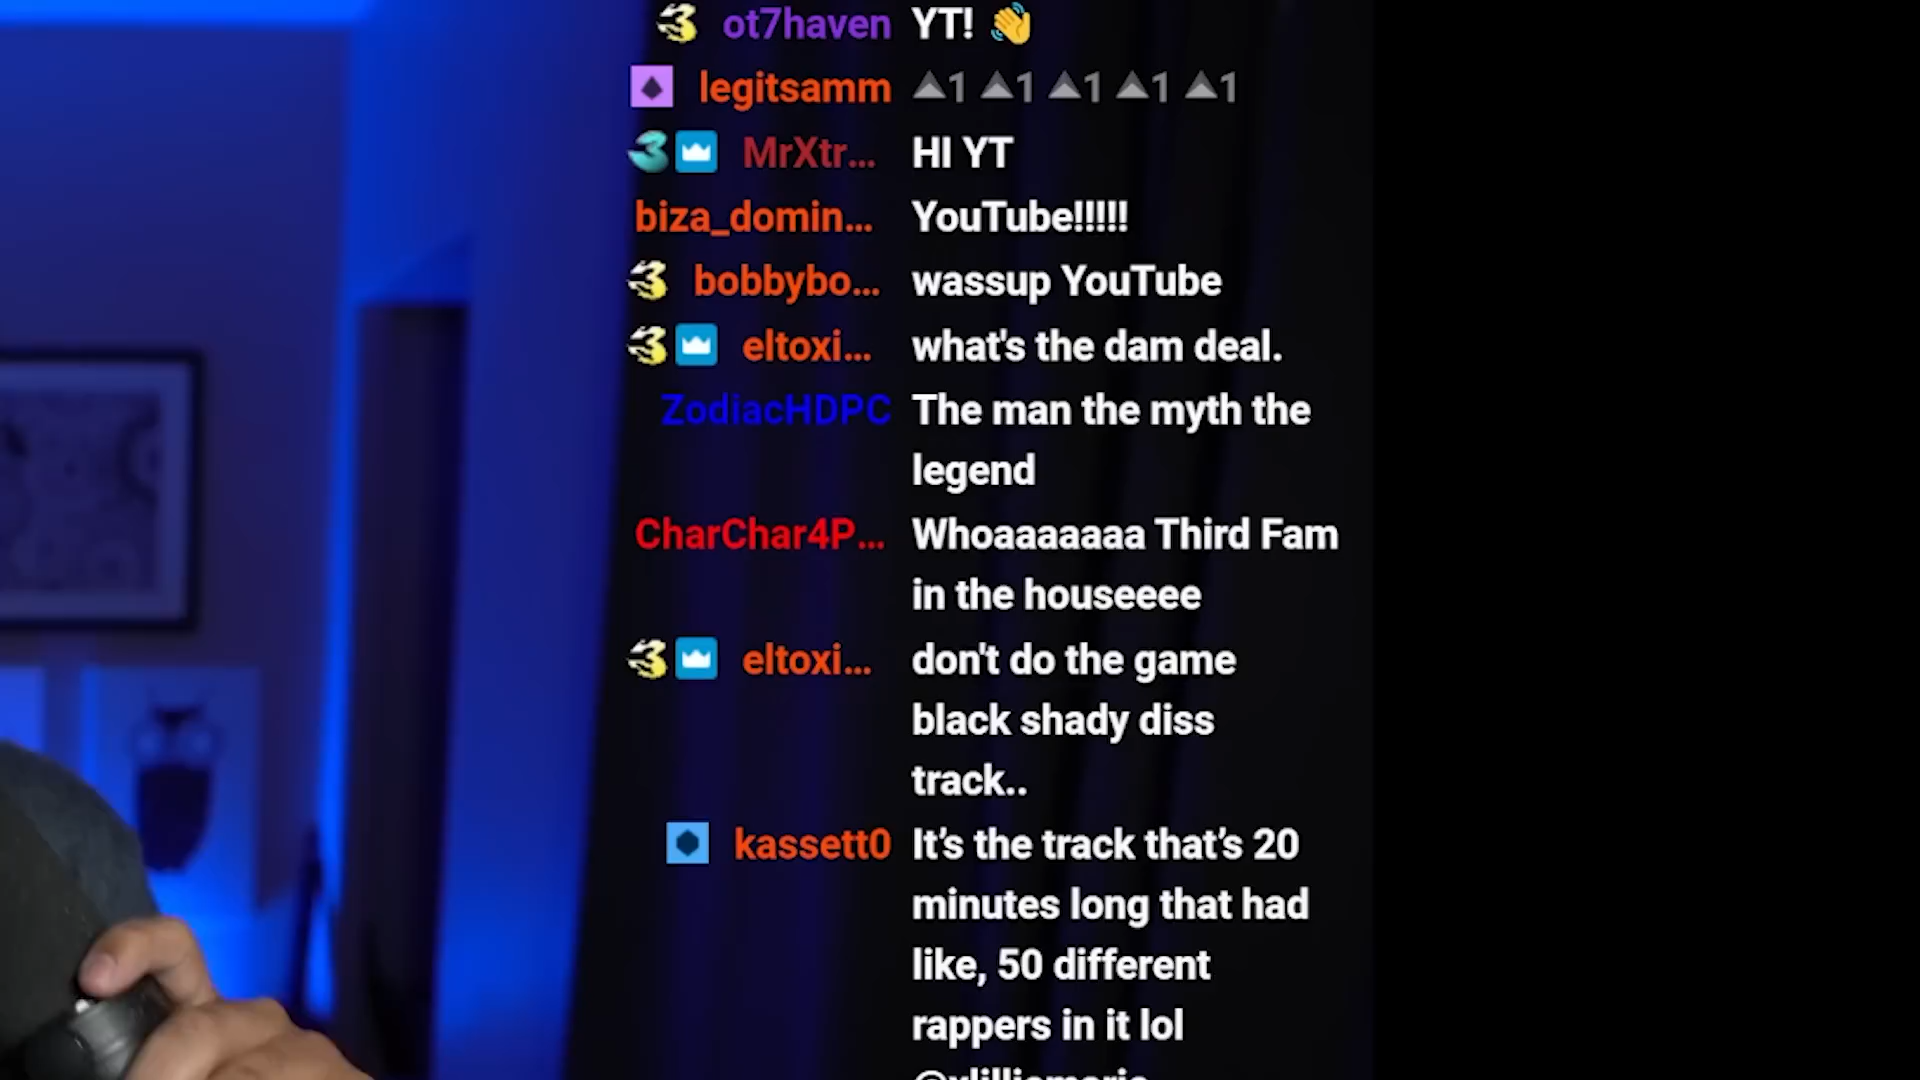 ot7haven YT! 👋
legitsamm 1 1 1 1 1
MrXtr... HI YT
biza_domin... YouTube!!!!!
bobbybo... wassup YouTube
eltoxi... what's the dam deal.
ZodiacHDPC The man the myth the
legend
CharChar4P... Whoaaaaaaa Third Fam
in the houseeee
eltoxi... don't do the game
black shady diss
track..
kassett0 It’s the track that’s 20
minutes long that had
like, 50 different
rappers in it lol